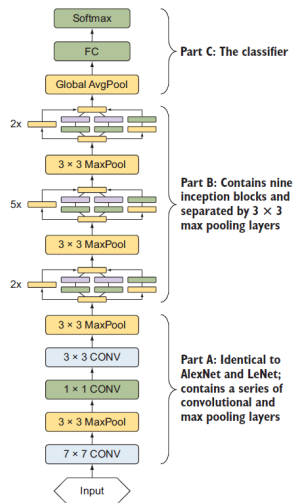 Softmax
FC
Global AvgPool
Part C: The classifier
2x
3 × 3 MaxPool
5x
3 × 3 MaxPool
2x
Part B: Contains nine
inception blocks and
separated by 3 × 3
max pooling layers
3 × 3 MaxPool
3 × 3 CONV
1 × 1 CONV
3 × 3 MaxPool
7 × 7 CONV
Input
Part A: Identical to
AlexNet and LeNet;
contains a series of
convolutional and
max pooling layers